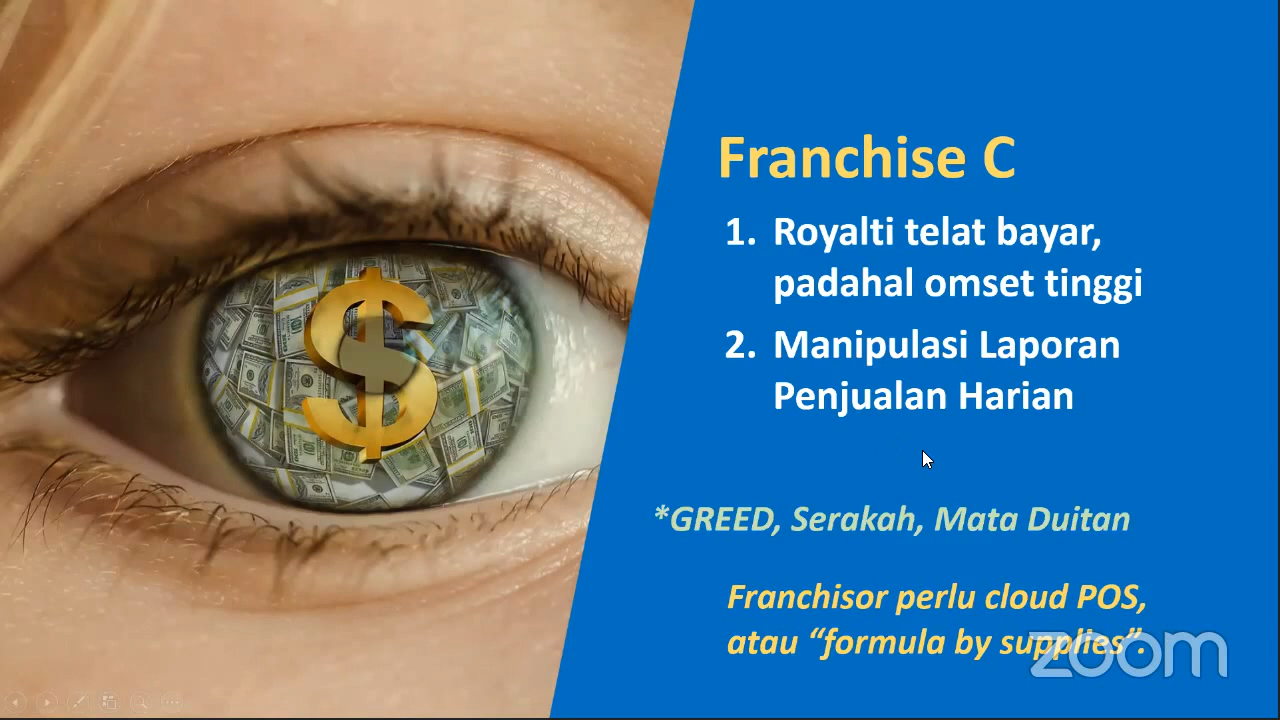 Franchise C
1. Royalti telat bayar,
padahal omset tinggi
2. Manipulasi Laporan
Penjualan Harian
*GREED, Serakah, Mata Duitan
Franchisor perlu cloud POS,
atau “formula by supplies”.
zoom